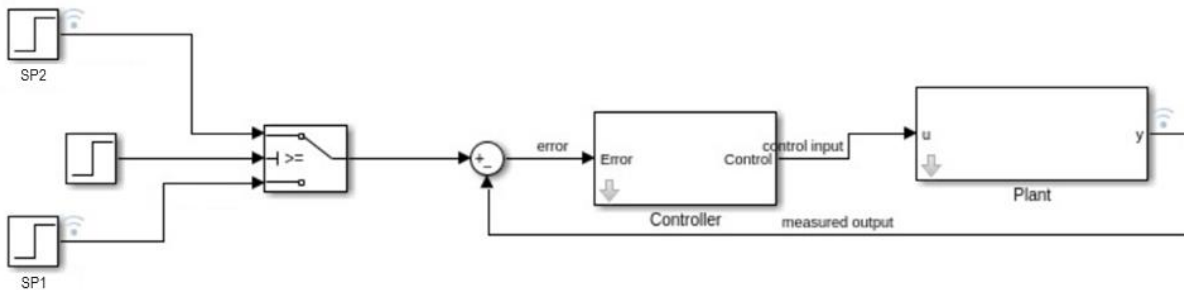 SP2
>=
SP1
+
-
error
Error
Control
Controller
control input
u
y
Plant
measured output